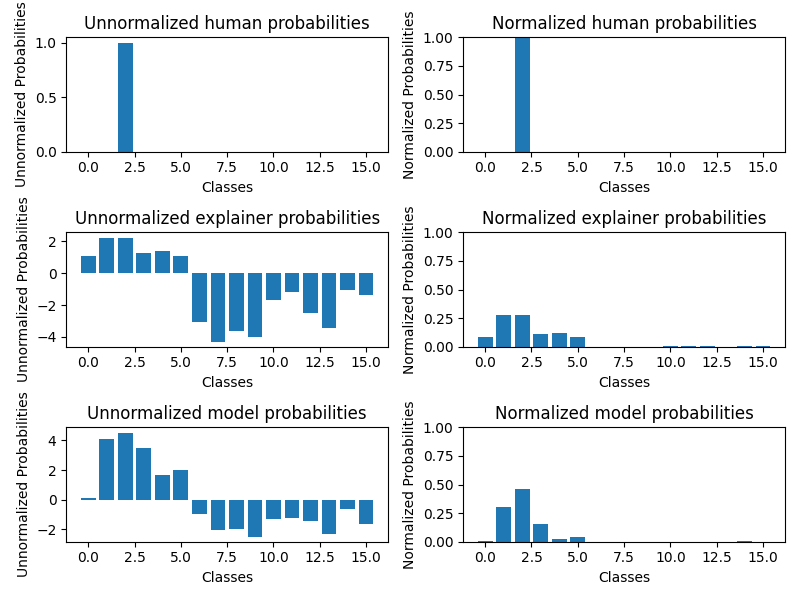 Unnormalized human probabilities
Unnormalized Probabilities
1.0
0.5
0.0
0.0 2.5 5.0 7.5 10.0 12.5 15.0
Classes
Normalized human probabilities
Normalized Probabilities
1.00
0.75
0.50
0.25
0.00
0.0 2.5 5.0 7.5 10.0 12.5 15.0
Classes
Unnormalized explainer probabilities
Unnormalized Probabilities
2
0
−2
−4
0.0 2.5 5.0 7.5 10.0 12.5 15.0
Classes
Normalized explainer probabilities
Normalized Probabilities
1.00
0.75
0.50
0.25
0.00
0.0 2.5 5.0 7.5 10.0 12.5 15.0
Classes
Unnormalized model probabilities
Unnormalized Probabilities
4
2
0
−2
0.0 2.5 5.0 7.5 10.0 12.5 15.0
Classes
Normalized model probabilities
Normalized Probabilities
1.00
0.75
0.50
0.25
0.00
0.0 2.5 5.0 7.5 10.0 12.5 15.0
Classes